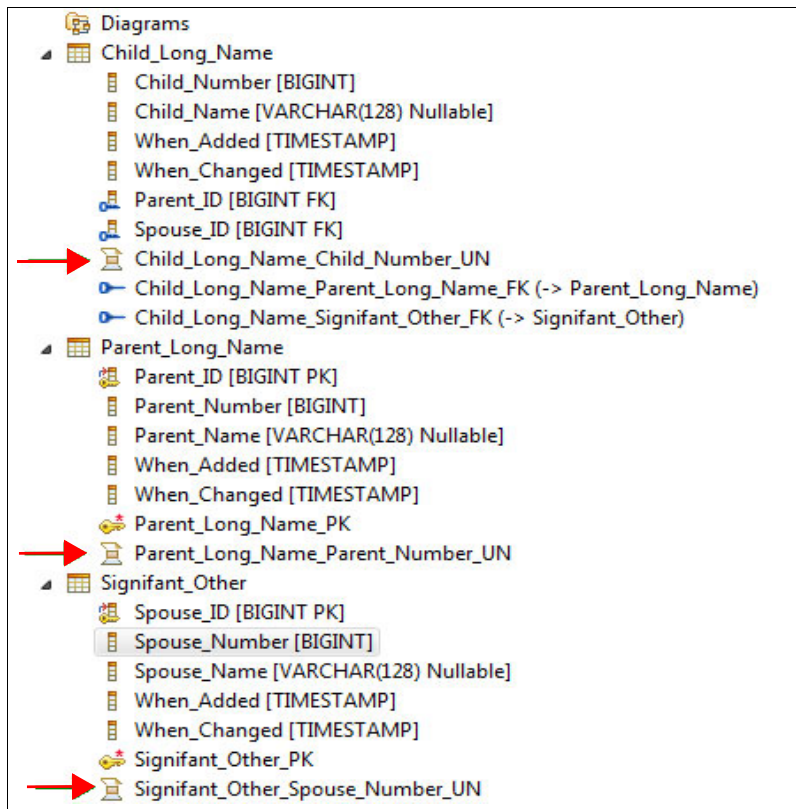 Diagrams
Child_Long_Name
Child_Number [BIGINT]
Child_Name [VARCHAR(128) Nullable]
When_Added [TIMESTAMP]
When_Changed [TIMESTAMP]
Parent_ID [BIGINT FK]
Spouse_ID [BIGINT FK]
Child_Long_Name_Child_Number_UN
Child_Long_Name_Parent_Long_Name_FK (-> Parent_Long_Name)
Child_Long_Name_Signifant_Other_FK (-> Signifant_Other)
Parent_Long_Name
Parent_ID [BIGINT PK]
Parent_Number [BIGINT]
Parent_Name [VARCHAR(128) Nullable]
When_Added [TIMESTAMP]
When_Changed [TIMESTAMP]
Parent_Long_Name_PK
Parent_Long_Name_Parent_Number_UN
Signifant_Other
Spouse_ID [BIGINT PK]
Spouse_Number [BIGINT]
Spouse_Name [VARCHAR(128) Nullable]
When_Added [TIMESTAMP]
When_Changed [TIMESTAMP]
Signifant_Other_PK
Signifant_Other_Spouse_Number_UN